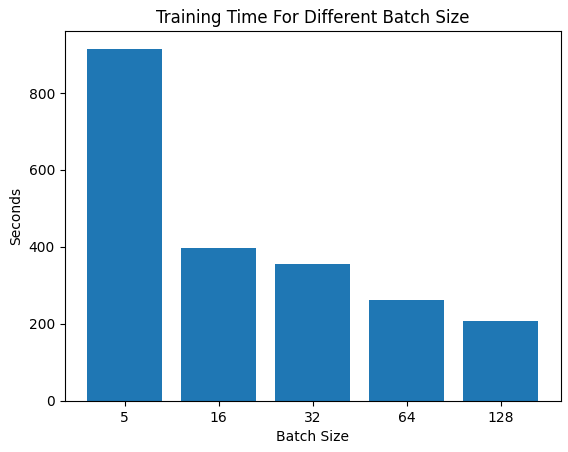 Training Time For Different Batch Size
Seconds
800
600
400
200
0
5 16 32 64 128
Batch Size